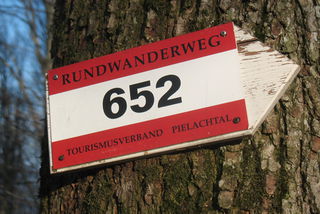 RUNDWANDERWEG
652
TOURISMUSVERBAND PIELACHTAL